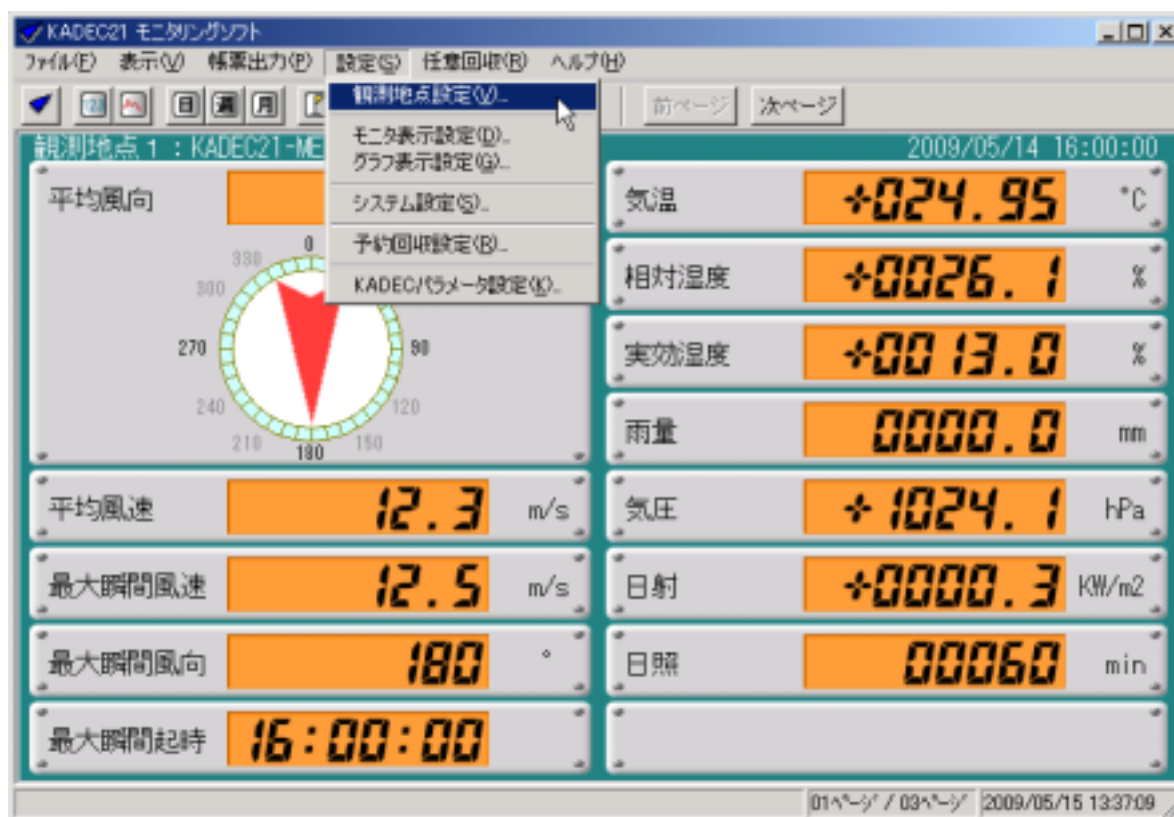 KADEC21 モニタリングソフト
ファイル(F) 表示(V) 帳票出力(P) 設定(S) 任意回収(R) ヘルプ(H)
日 週 月 前ページ 次ページ
観測地点設定(V)...
モニタ表示設定(D)...
グラフ表示設定(G)...
システム設定(S)...
予約回収設定(R)...
KADECパラメータ設定(K)...
観測地点 1 : KADEC21-ME
2009/05/14 16:00:00
平均風向
0
330
300
270
240
210
180
150
120
90
平均風速 12.3 m/s
最大瞬間風速 12.5 m/s
最大瞬間風向 180 °
最大瞬間起時 16:00:00
気温 +024.95 ℃
相対湿度 +0026.1 %
実効湿度 +0013.0 %
雨量 0000.0 mm
気圧 +1024.1 hPa
日射 +0000.3 KW/m2
日照 00060 min
01ページ / 03ページ 2009/05/15 13:37:09